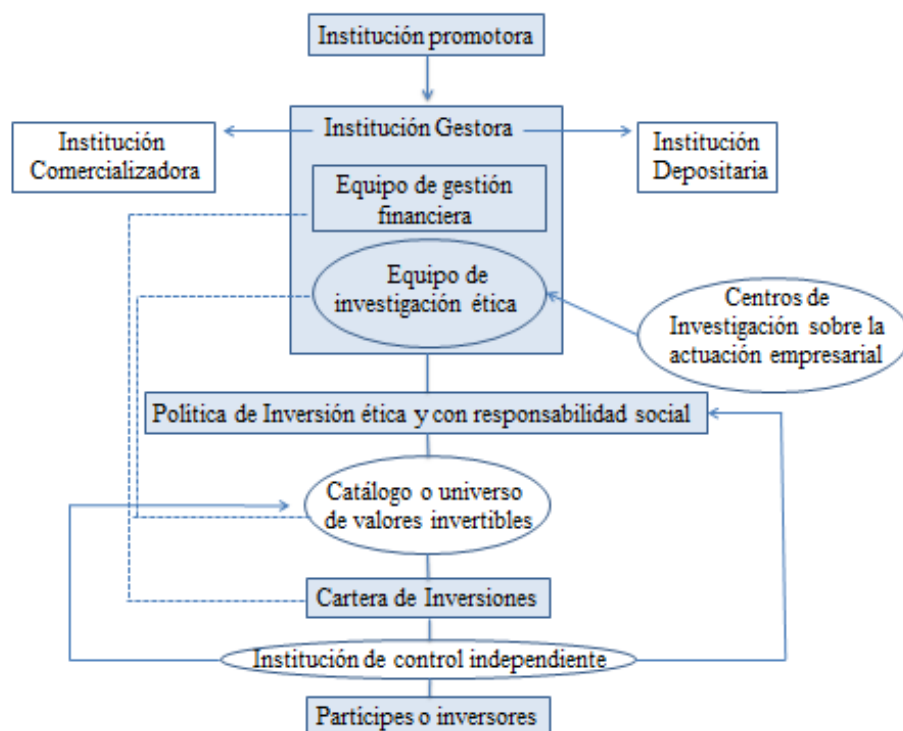 Institución promotora
Institución Gestora
Institución
Comercializadora
Institución
Depositaria
Equipo de gestión
financiera
Equipo de
investigación ética
Centros de
Investigación sobre la
actuación empresarial
Política de Inversión ética y con responsabilidad social
Catálogo o universo
de valores invertibles
Cartera de Inversiones
Institución de control independiente
Partícipes o inversores